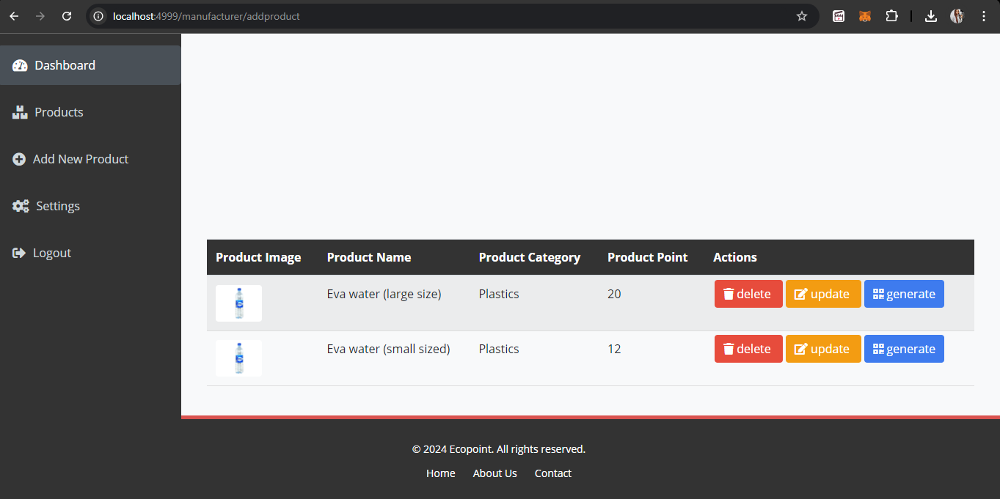 localhost:4999/manufacturer/addproduct
Dashboard
Products
Add New Product
Settings
Logout
Product Image Product Name Product Category Product Point Actions
Eva water (large size) Plastics 20 delete update generate
Eva water (small sized) Plastics 12 delete update generate
© 2024 Ecopoint. All rights reserved.
Home About Us Contact